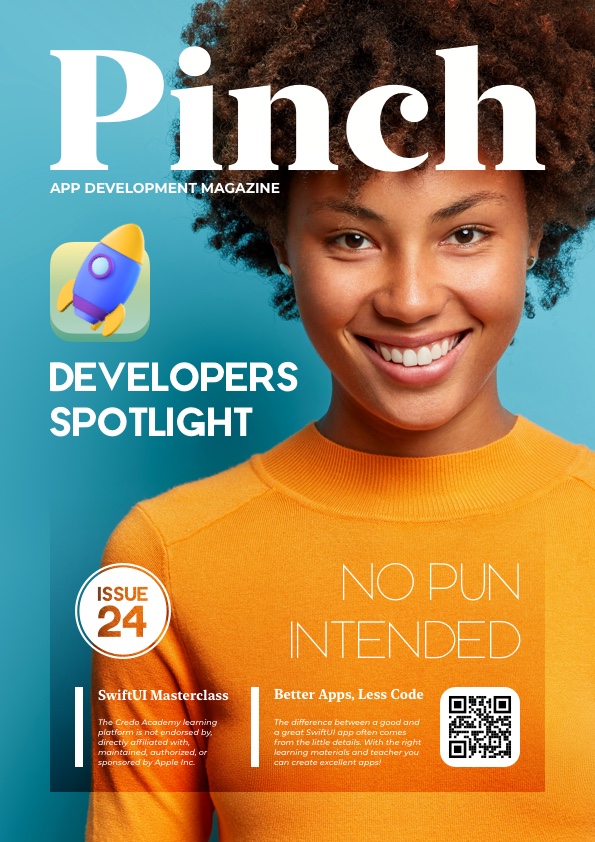 Pinch
APP DEVELOPMENT MAGAZINE
DEVELOPERS
SPOTLIGHT
ISSUE
24
NO PUN
INTENDED
SwiftUI Masterclass
The Credo Academy learning
platform is not endorsed by,
directly affiliated with,
maintained, authorized, or
sponsored by Apple Inc.
Better Apps, Less Code
The difference between a good and
a great SwiftUI app often comes
from the little details. With the right
learning materials and teacher you
can create excellent apps!